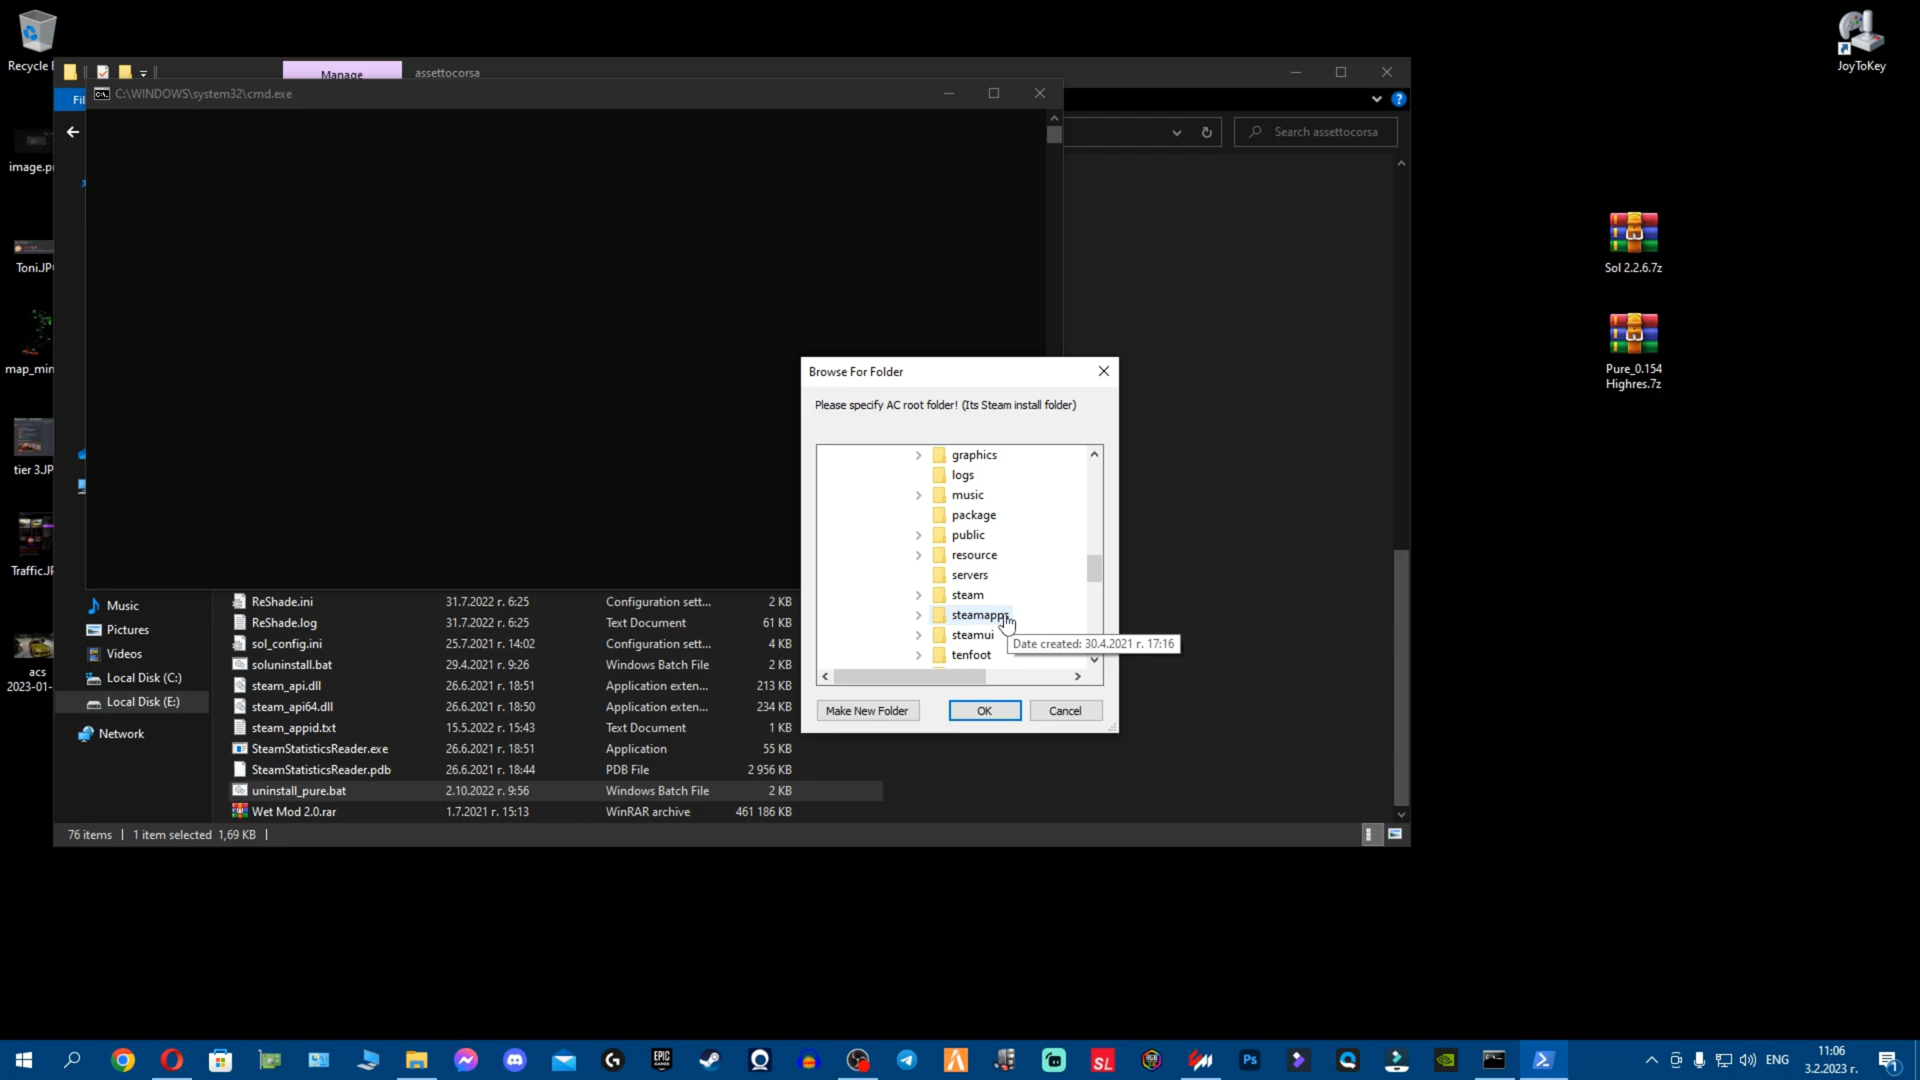 Recycle
JoyToKey
Manage
assettocorsa
C:\WINDOWS\system32\cmd.exe
Search assettocorsa
image.p
Toni.JP
map_min
tier 3.JP
Traffic.JF
acs
2023-01-
Sol 2.2.6.7z
Pure_0.154
Highres.7z
Browse For Folder
Please specify AC root folder! (Its Steam install folder)
graphics
logs
music
package
public
resource
servers
steam
steamapps
steamui
tenfoot
Date created: 30.4.2021 г. 17:16
Make New Folder
OK
Cancel
Music
Pictures
Videos
Local Disk (C:)
Local Disk (E:)
Network
ReShade.ini 31.7.2022 г. 6:25 Configuration sett... 2 KB
ReShade.log 31.7.2022 г. 6:25 Text Document 61 KB
sol_config.ini 25.7.2021 г. 14:02 Configuration sett... 4 KB
soluninstall.bat 29.4.2021 г. 9:26 Windows Batch File 2 KB
steam_api.dll 26.6.2021 г. 18:51 Application exten... 213 KB
steam_api64.dll 26.6.2021 г. 18:50 Application exten... 234 KB
steam_appid.txt 15.5.2022 г. 15:43 Text Document 1 KB
SteamStatisticsReader.exe 26.6.2021 г. 18:51 Application 55 KB
SteamStatisticsReader.pdb 26.6.2021 г. 18:44 PDB File 2 956 KB
uninstall_pure.bat 2.10.2022 г. 9:56 Windows Batch File 2 KB
Wet Mod 2.0.rar 1.7.2021 г. 15:13 WinRAR archive 461 186 KB
76 items 1 item selected 1,69 KB
EPIC GAMES
SL
Ps
ENG
11:06
3.2.2023 г.
1